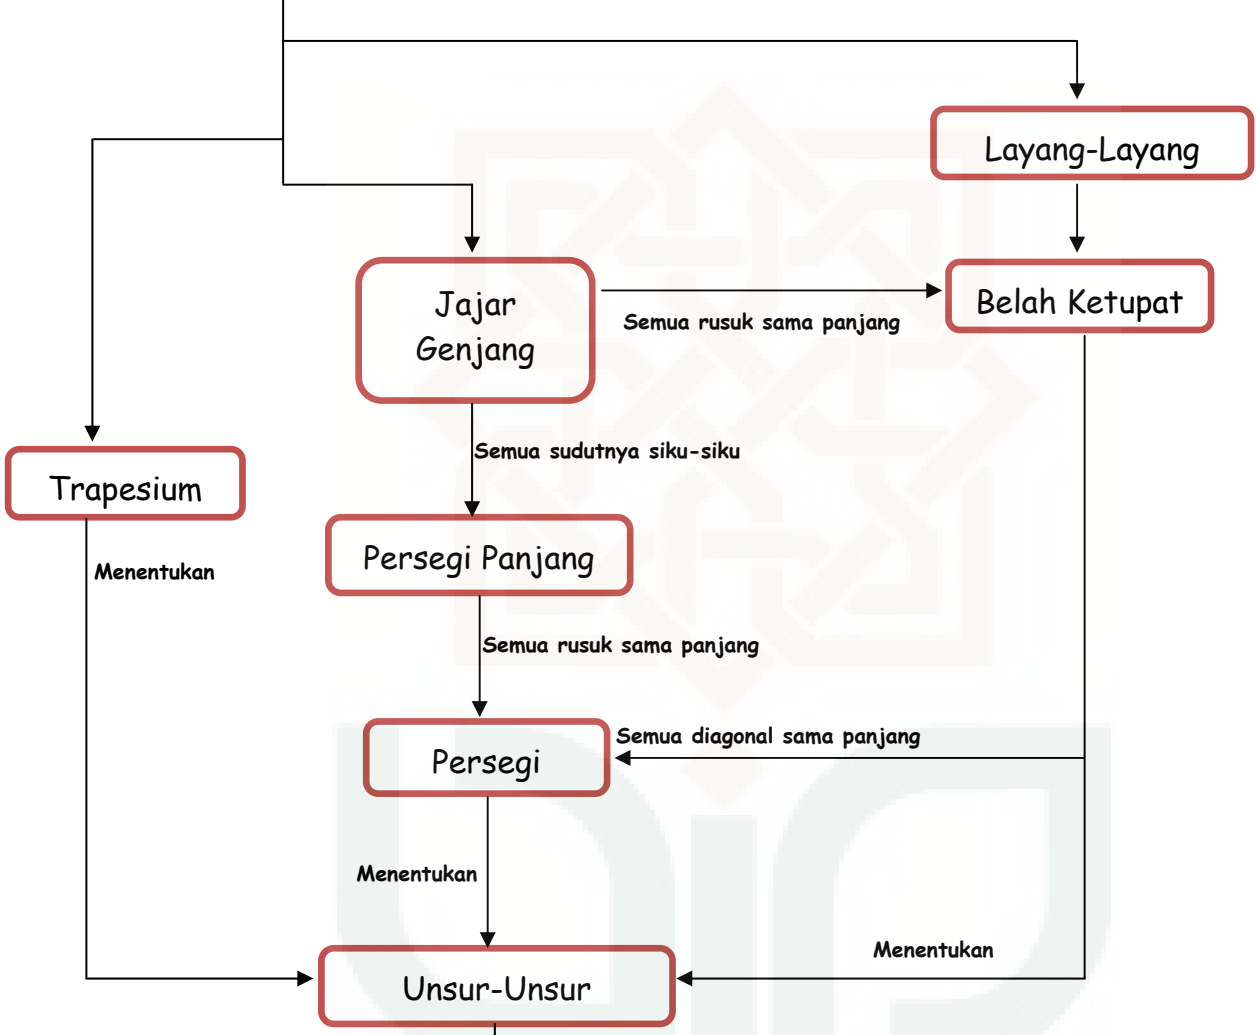 Layang-Layang
Jajar
Genjang
Semua rusuk sama panjang
Belah Ketupat
Semua sudutnya siku-siku
Trapesium
Menentukan
Persegi Panjang
Semua rusuk sama panjang
Semua diagonal sama panjang
Persegi
Menentukan
Menentukan
Unsur-Unsur